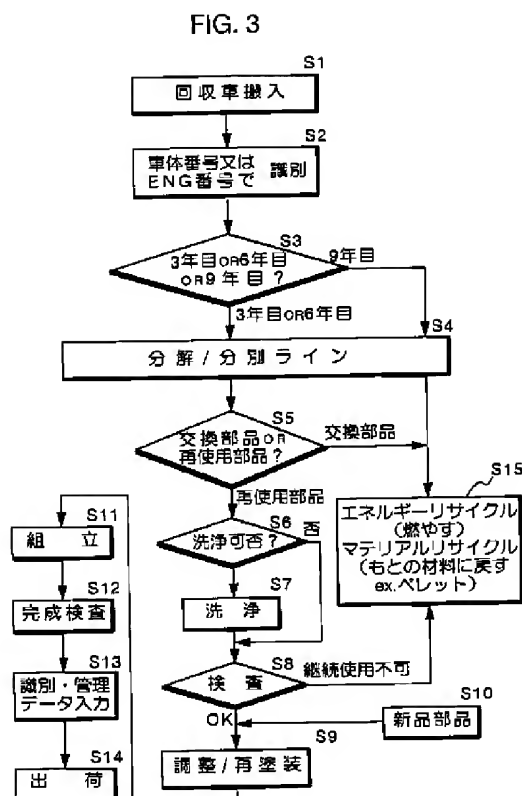 FIG. 3
S1
回収車搬入
S2
車体番号又は
ENG番号で 識別
S3
3年目OR6年目
OR9年目?
9年目
3年目OR6年目
S4
分解/分別ライン
S5
交換部品or
再使用部品?
交換部品
再使用部品
S15
エネルギーリサイクル
(燃やす)
マテリアルリサイクル
(もとの材料に戻す
ex.ペレット)
S6
洗浄可否?
否
S7
洗 浄
S8
検 査
継続使用不可
OK
S10
新品部品
S9
調整/再塗装
S11
組 立
S12
完成検査
S13
識別・管理
データ入力
S14
出 荷